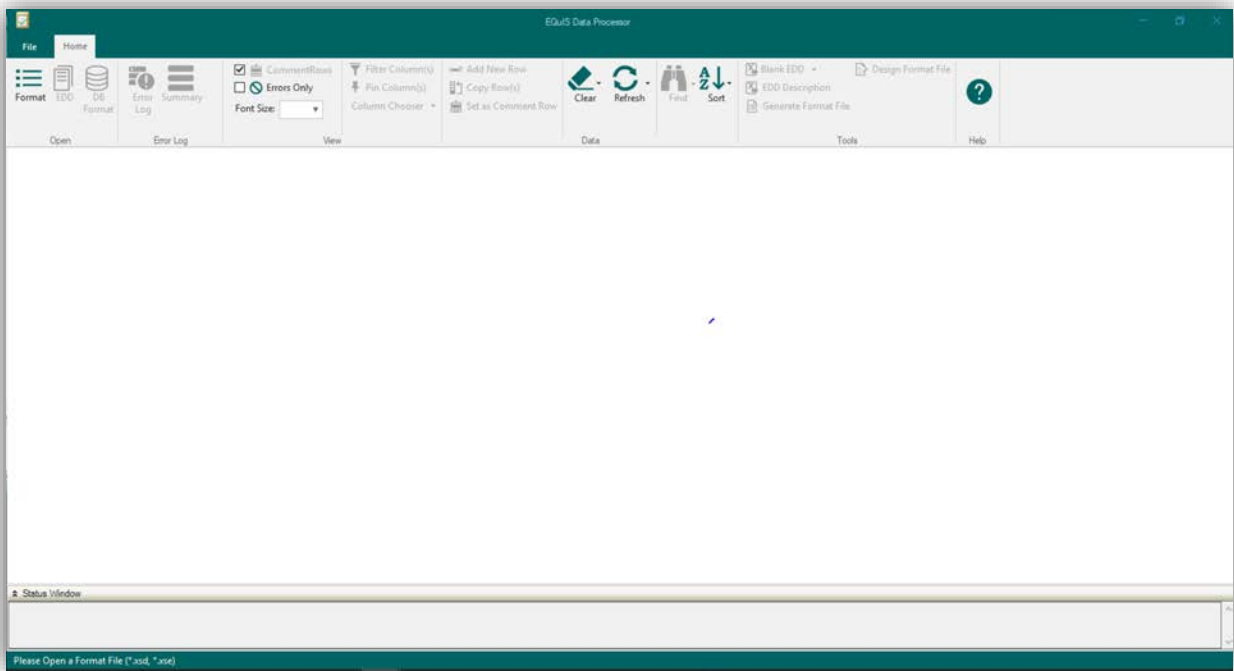 EQuIS Data Processor
File Home
Format EDD DB Format
Error Log Summary
CommentRows
Errors Only
Font Size:
Filter Column(s)
Pin Column(s)
Column Chooser
Add New Row
Copy Row(s)
Set as Comment Row
Clear Refresh Find Sort
Blank EDD
EDD Description
Generate Format File
Design Format File
?
Open Error Log View Data Tools Help
Status Window
Please Open a Format File (*.xsd, *.xse)